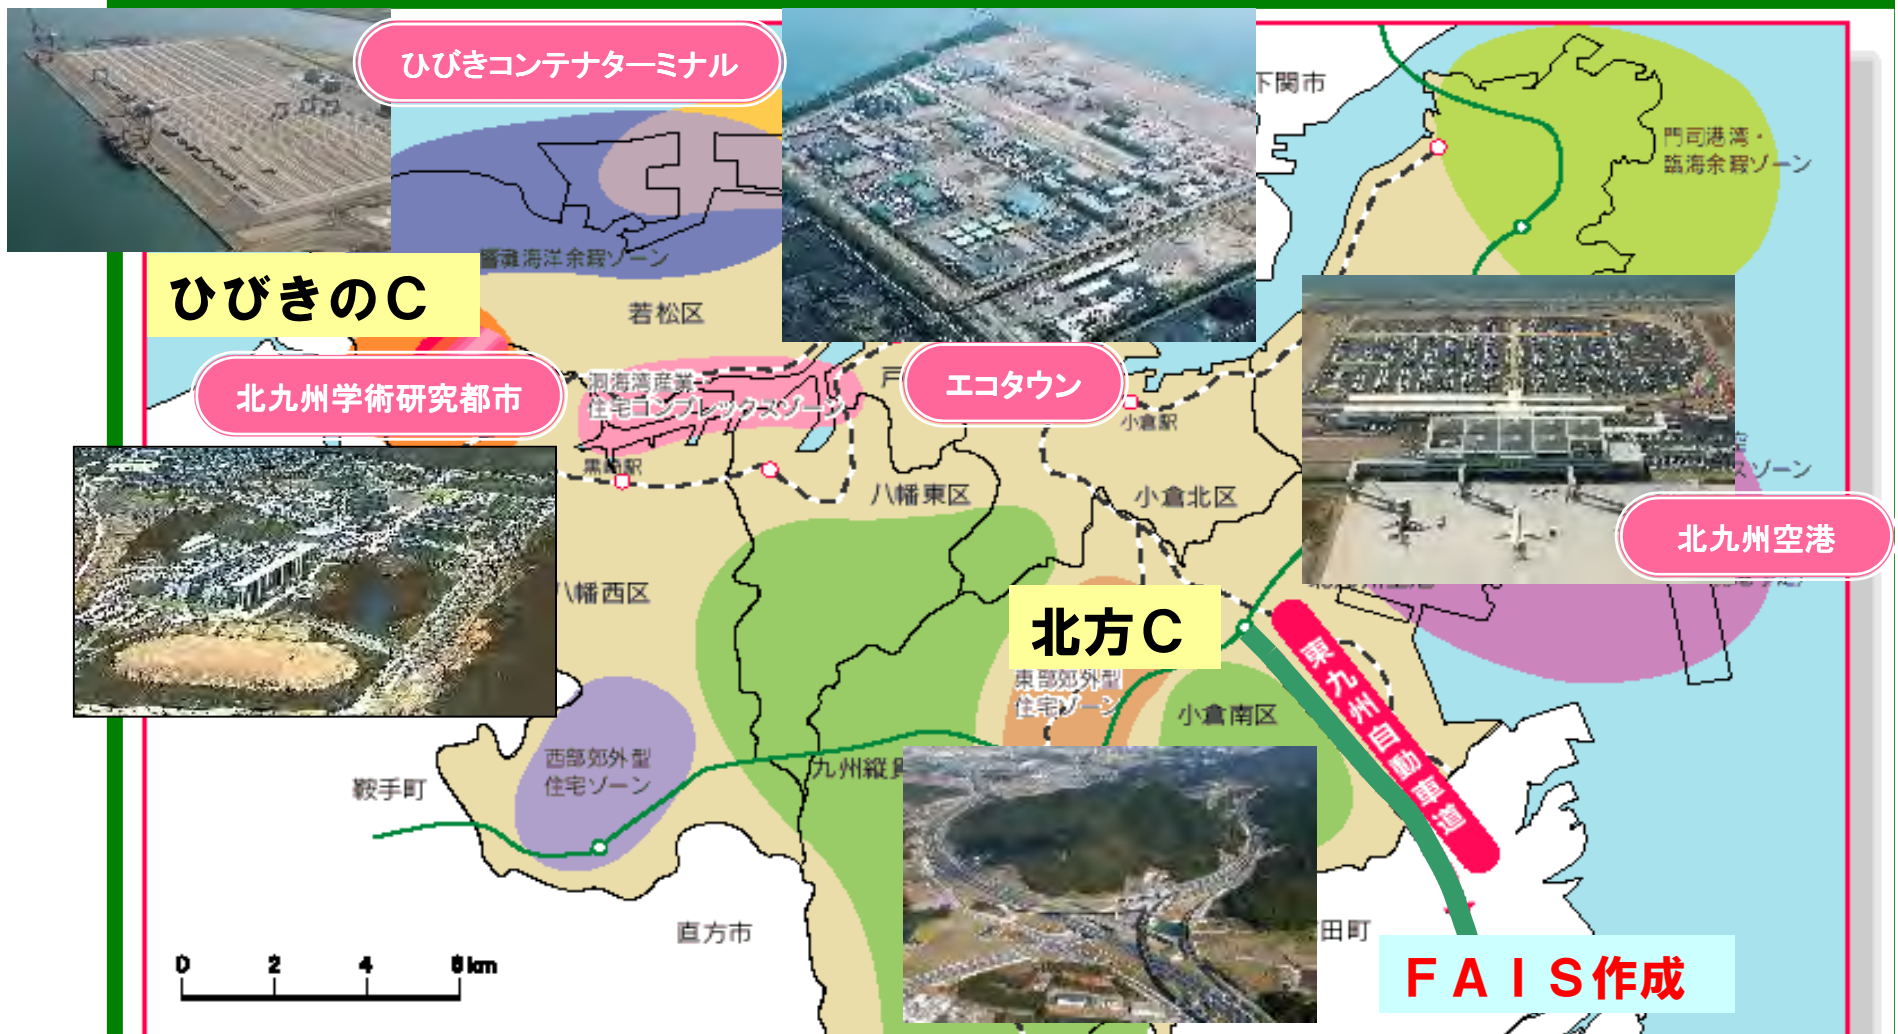 ひびきコンテナターミナル
下関市
門司港湾・
臨海余暇ゾーン
響灘海洋余暇ゾーン
ひびきのC
若松区
北九州学術研究都市
洞海湾産業
住宅コンプレックスゾーン
戸
エコタウン
小倉駅
黒崎駅
八幡東区
小倉北区
ゾーン
北九州空港
八幡西区
北方C
東部郊外型
住宅ゾーン
東九州自動車道
小倉南区
西部郊外型
住宅ゾーン
九州縦貫
鞍手町
直方市
田町
0 2 4 6km
FAIS作成